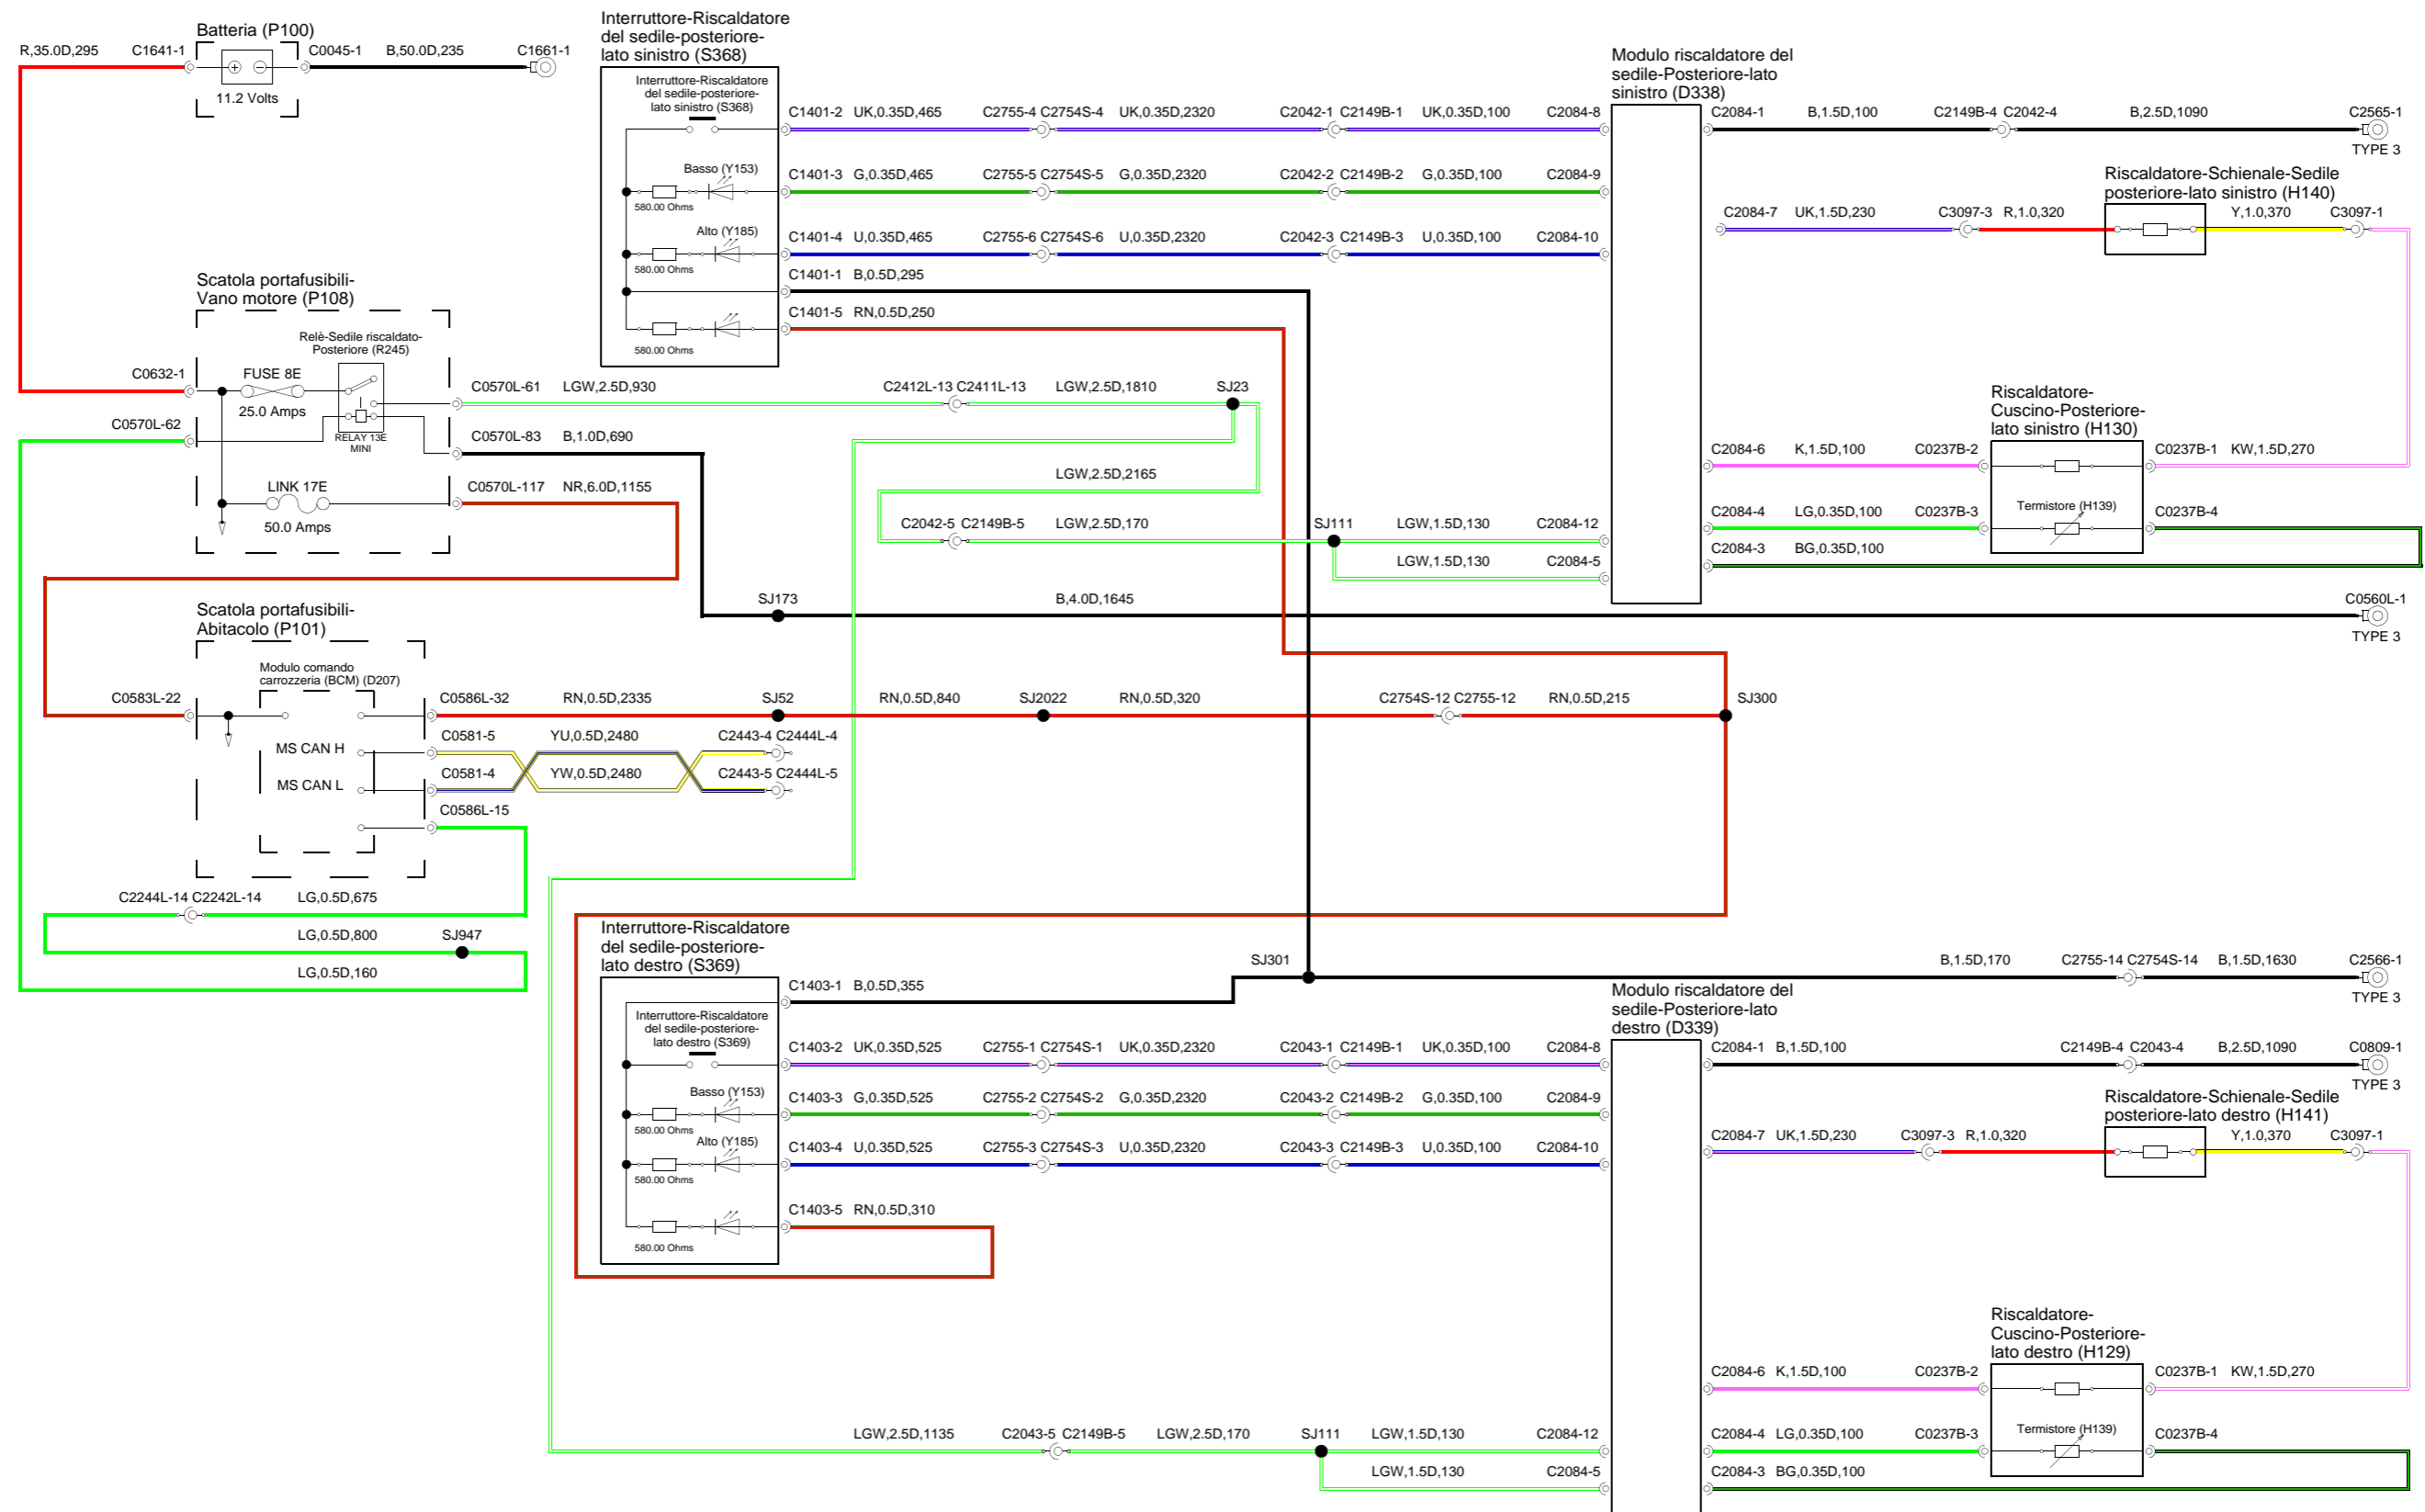 Batteria (P100)
R,35.0D,295 C1641-1 C0045-1 B,50.0D,235 C1661-1
11.2 Volts
Interruttore-Riscaldatore
del sedile-posteriore-
lato sinistro (S368)
Interruttore-Riscaldatore
del sedile-posteriore-
lato sinistro (S368)
Basso (Y153)
580.00 Ohms
Alto (Y185)
580.00 Ohms
580.00 Ohms
C1401-2 UK,0.35D,465 C2755-4 C2754S-4 UK,0.35D,2320 C2042-1 C2149B-1 UK,0.35D,100 C2084-8
C1401-3 G,0.35D,465 C2755-5 C2754S-5 G,0.35D,2320 C2042-2 C2149B-2 G,0.35D,100 C2084-9
C1401-4 U,0.35D,465 C2755-6 C2754S-6 U,0.35D,2320 C2042-3 C2149B-3 U,0.35D,100 C2084-10
C1401-1 B,0.5D,295
C1401-5 RN,0.5D,250
Modulo riscaldatore del
sedile-Posteriore-lato
sinistro (D338)
C2084-1 B,1.5D,100 C2149B-4 C2042-4 B,2.5D,1090 C2565-1
TYPE 3
Riscaldatore-Schienale-Sedile
posteriore-lato sinistro (H140)
C2084-7 UK,1.5D,230 C3097-3 R,1.0,320 Y,1.0,370 C3097-1
Scatola portafusibili-
Vano motore (P108)
Relè-Sedile riscaldato-
Posteriore (R245)
C0632-1 FUSE 8E
25.0 Amps
C0570L-62
RELAY 13E
MINI
LINK 17E
50.0 Amps
C0570L-61 LGW,2.5D,930 C2412L-13 C2411L-13 LGW,2.5D,1810 SJ23
C0570L-83 B,1.0D,690
LGW,2.5D,2165
C0570L-117 NR,6.0D,1155
C2042-5 C2149B-5 LGW,2.5D,170 SJ111 LGW,1.5D,130 C2084-12
LGW,1.5D,130 C2084-5
Riscaldatore-
Cuscino-Posteriore-
lato sinistro (H130)
C2084-6 K,1.5D,100 C0237B-2 C0237B-1 KW,1.5D,270
Termistore (H139)
C2084-4 LG,0.35D,100 C0237B-3 C0237B-4
C2084-3 BG,0.35D,100
SJ173 B,4.0D,1645 C0560L-1
TYPE 3
Scatola portafusibili-
Abitacolo (P101)
Modulo comando
carrozzeria (BCM) (D207)
C0583L-22 C0586L-32 RN,0.5D,2335 SJ52 RN,0.5D,840 SJ2022 RN,0.5D,320 C2754S-12 C2755-12 RN,0.5D,215 SJ300
MS CAN H C0581-5 YU,0.5D,2480 C2443-4 C2444L-4
MS CAN L C0581-4 YW,0.5D,2480 C2443-5 C2444L-5
C0586L-15
C2244L-14 C2242L-14 LG,0.5D,675
LG,0.5D,800 SJ947
LG,0.5D,160
Interruttore-Riscaldatore
del sedile-posteriore-
lato destro (S369)
Interruttore-Riscaldatore
del sedile-posteriore-
lato destro (S369)
Basso (Y153)
580.00 Ohms
Alto (Y185)
580.00 Ohms
580.00 Ohms
SJ301 B,1.5D,170 C2755-14 C2754S-14 B,1.5D,1630 C2566-1
TYPE 3
C1403-1 B,0.5D,355
C1403-2 UK,0.35D,525 C2755-1 C2754S-1 UK,0.35D,2320 C2043-1 C2149B-1 UK,0.35D,100 C2084-8
C1403-3 G,0.35D,525 C2755-2 C2754S-2 G,0.35D,2320 C2043-2 C2149B-2 G,0.35D,100 C2084-9
C1403-4 U,0.35D,525 C2755-3 C2754S-3 U,0.35D,2320 C2043-3 C2149B-3 U,0.35D,100 C2084-10
C1403-5 RN,0.5D,310
Modulo riscaldatore del
sedile-Posteriore-lato
destro (D339)
C2084-1 B,1.5D,100 C2149B-4 C2043-4 B,2.5D,1090 C0809-1
TYPE 3
Riscaldatore-Schienale-Sedile
posteriore-lato destro (H141)
C2084-7 UK,1.5D,230 C3097-3 R,1.0,320 Y,1.0,370 C3097-1
Riscaldatore-
Cuscino-Posteriore-
lato destro (H129)
C2084-6 K,1.5D,100 C0237B-2 C0237B-1 KW,1.5D,270
Termistore (H139)
LGW,2.5D,1135 C2043-5 C2149B-5 LGW,2.5D,170 SJ111 LGW,1.5D,130 C2084-12
C2084-4 LG,0.35D,100 C0237B-3 C0237B-4
LGW,1.5D,130 C2084-5
C2084-3 BG,0.35D,100